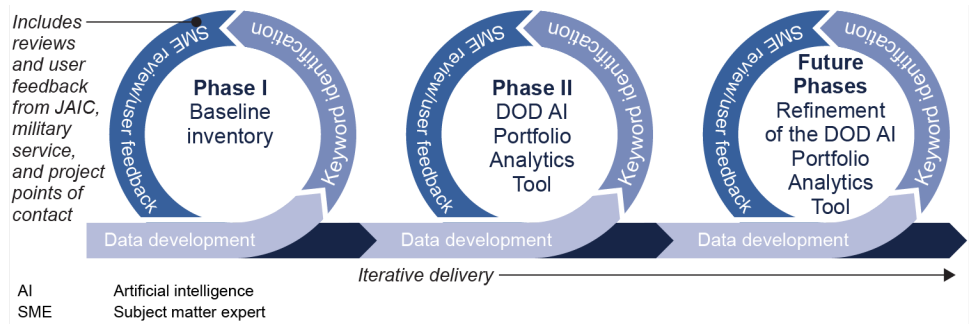 Includes
reviews
and user
feedback
from JAIC,
military
service,
and project
points of
contact
SME review/user feedback
Keyword identification
Phase I
Baseline
inventory
Data development
SME review/user feedback
Keyword identification
Phase II
DOD AI
Portfolio
Analytics
Tool
Data development
SME review/user feedback
Keyword identification
Future
Phases
Refinement
of the DOD AI
Portfolio
Analytics
Tool
Data development
Iterative delivery
AI Artificial intelligence
SME Subject matter expert